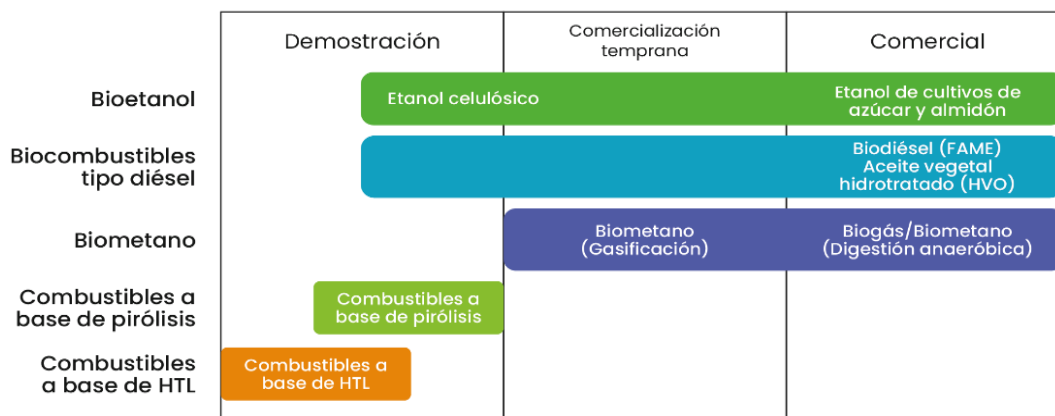 Demostración
Comercialización
temprana
Comercial
Bioetanol
Etanol celulósico
Etanol de cultivos de
azúcar y almidón
Biocombustibles
tipo diésel
Biodiésel (FAME)
Aceite vegetal
hidrotratado (HVO)
Biometano
Biometano
(Gasificación)
Biogás/Biometano
(Digestión anaeróbica)
Combustibles a
base de pirólisis
Combustibles a
base de pirólisis
Combustibles
a base de HTL
Combustibles a
base de HTL